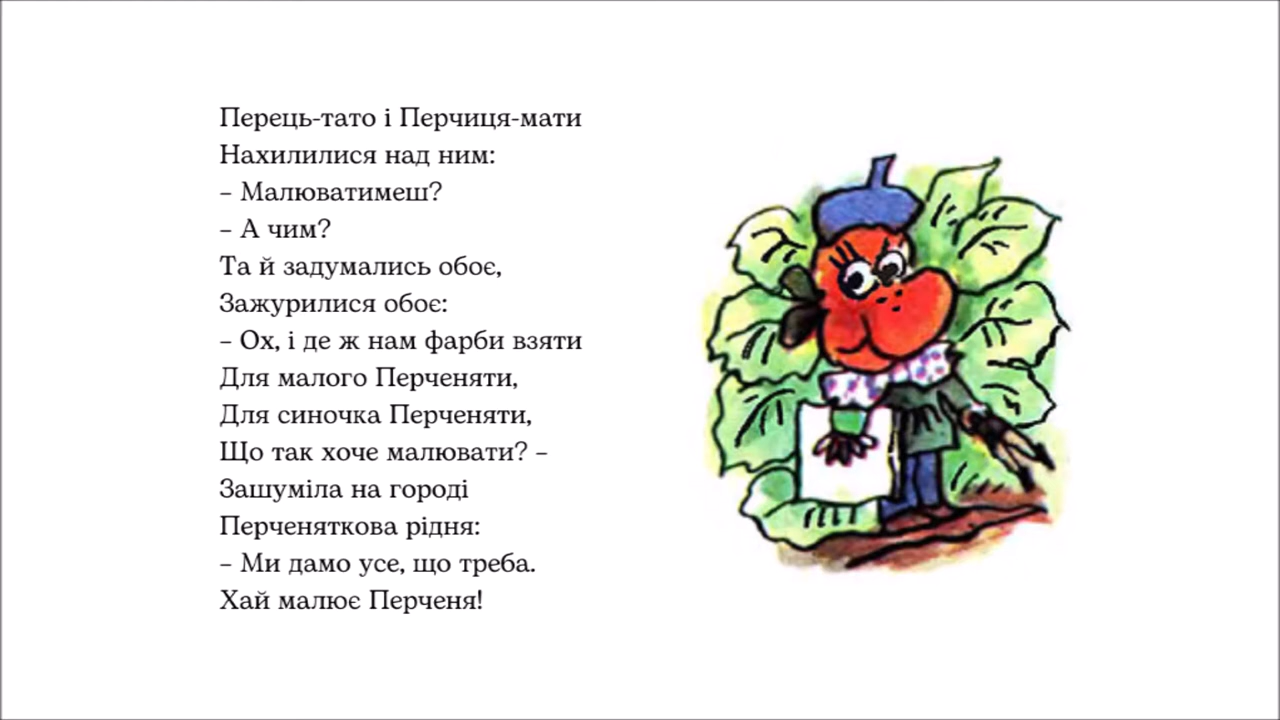 Перець-тато і Перчиця-мати
Нахилилися над ним:
– Малюватимеш?
– А чим?
Та й задумались обоє,
Зажурилися обоє:
– Ох, і де ж нам фарби взяти
Для малого Перченяти,
Для синочка Перченяти,
Що так хоче малювати? –
Зашуміла на городі
Перченяткова рідня:
– Ми дамо усе, що треба.
Хай малює Перченя!